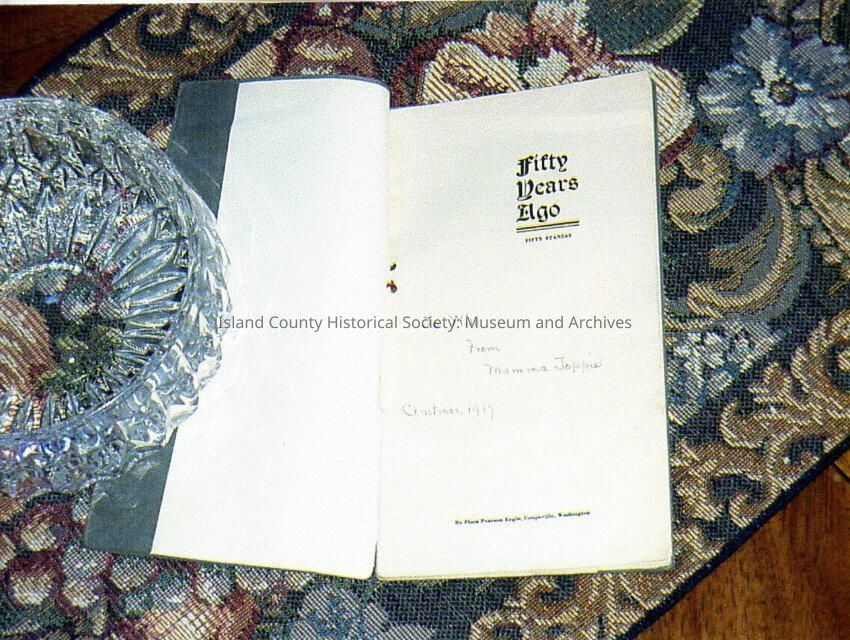 Fifty
Years
Ago
FIFTY STANZAS
Island County Historical Society: Museum and Archives
From
Mamma Toppie
Christmas, 1917
By Flora Pearson Engle, Coupeville, Washington